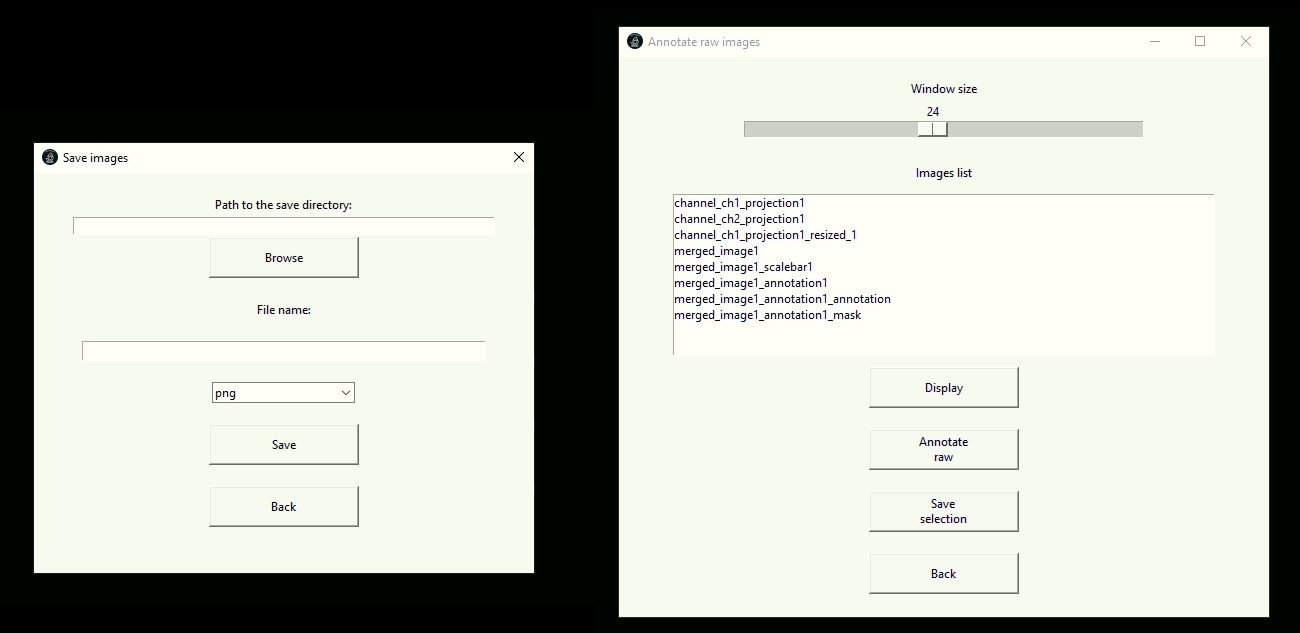 Save images
Path to the save directory:
Browse
File name:
png
Save
Back
Annotate raw images
Window size
24
Images list
channel_ch1_projection1
channel_ch2_projection1
channel_ch1_projection1_resized_1
merged_image1
merged_image1_scalebar1
merged_image1_annotation1
merged_image1_annotation1_annotation
merged_image1_annotation1_mask
Display
Annotate
raw
Save
selection
Back